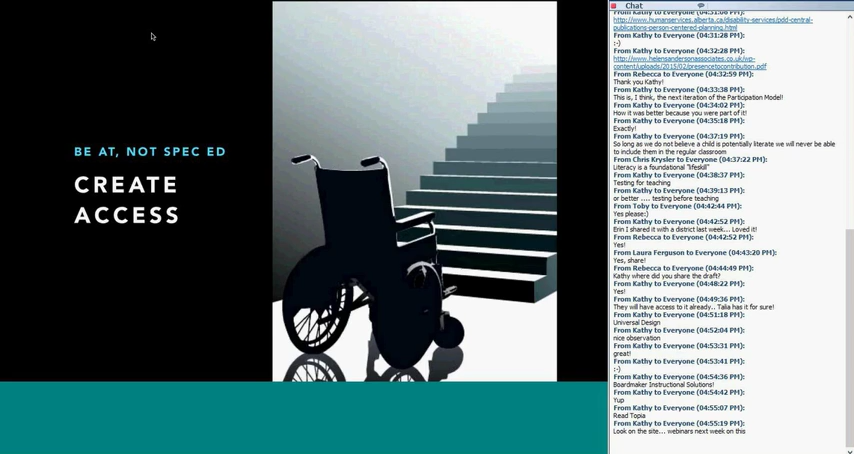 BE AT, NOT SPEC ED
CREATE
ACCESS
Chat
From Kathy to Everyone (04:31:08 PM):
http://www.humanservices.alberta.ca/disability-services/pdd-central-
publications-person-centered-planning.html
From Kathy to Everyone (04:31:28 PM):
:-)
From Kathy to Everyone (04:32:28 PM):
http://www.helensandersonassociates.co.uk/wp-
content/uploads/2015/02/presencetocontribution.pdf
From Rebecca to Everyone (04:32:59 PM):
Thank you Kathy!
From Kathy to Everyone (04:33:38 PM):
This is, I think, the next iteration of the Participation Model!
From Kathy to Everyone (04:34:02 PM):
How it was better because you were part of it!
From Kathy to Everyone (04:35:18 PM):
Exactly!
From Kathy to Everyone (04:37:19 PM):
So long as we do not believe a child is potentially literate we will never be able
to include them in the regular classroom
From Chris Krysler to Everyone (04:37:22 PM):
Literacy is a foundational "lifeskill"
From Kathy to Everyone (04:38:37 PM):
Testing for teaching
From Kathy to Everyone (04:39:13 PM):
or better .... testing before teaching
From Toby to Everyone (04:42:44 PM):
Yes please:)
From Kathy to Everyone (04:42:52 PM):
Erin I shared it with a district last week... Loved it!
From Rebecca to Everyone (04:42:52 PM):
Yes!
From Laura Ferguson to Everyone (04:43:20 PM):
Yes, share!
From Rebecca to Everyone (04:44:49 PM):
Kathy where did you share the draft?
From Kathy to Everyone (04:48:22 PM):
Yes!
From Kathy to Everyone (04:49:36 PM):
They will have access to it already.. Talia has it for sure!
From Kathy to Everyone (04:51:18 PM):
Universal Design
From Kathy to Everyone (04:52:04 PM):
nice observation
From Kathy to Everyone (04:53:31 PM):
great!
From Kathy to Everyone (04:53:41 PM):
:-)
From Kathy to Everyone (04:54:36 PM):
Boardmaker Instructional Solutions!
From Kathy to Everyone (04:54:42 PM):
Yup
From Kathy to Everyone (04:55:07 PM):
Read Topia
From Kathy to Everyone (04:55:19 PM):
Look on the site... webinars next week on this